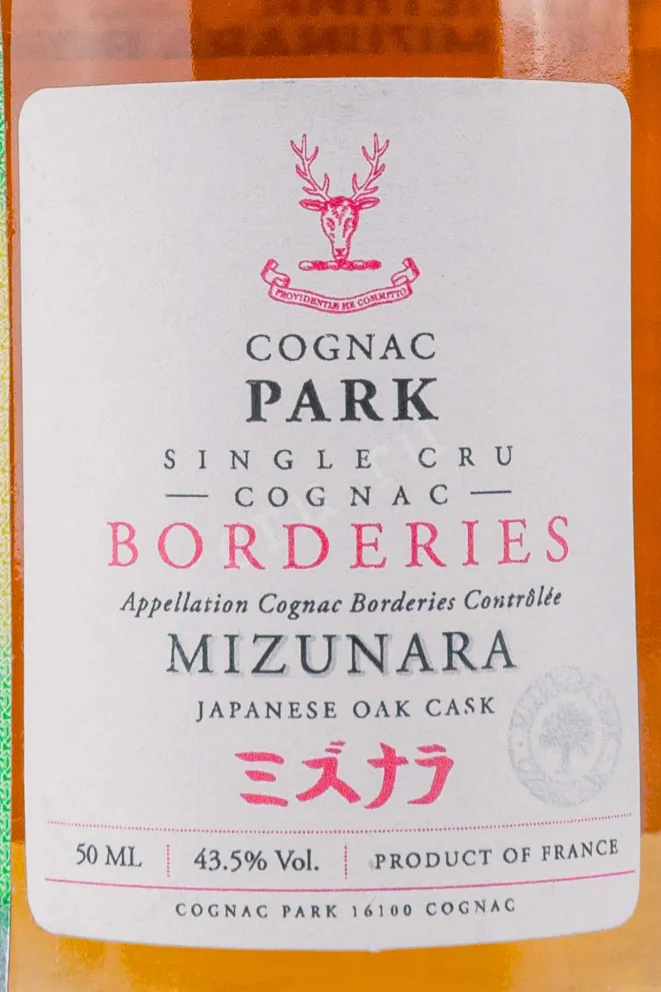 PROVIDENTIÆ ME COMMITTO
COGNAC
PARK
SINGLE CRU
— COGNAC —
BORDERIES
Appellation Cognac Borderies Contrôlée
MIZUNARA
JAPANESE OAK CASK
ミズナラ
50 ML
43.5% Vol.
PRODUCT OF FRANCE
COGNAC PARK 16100 COGNAC